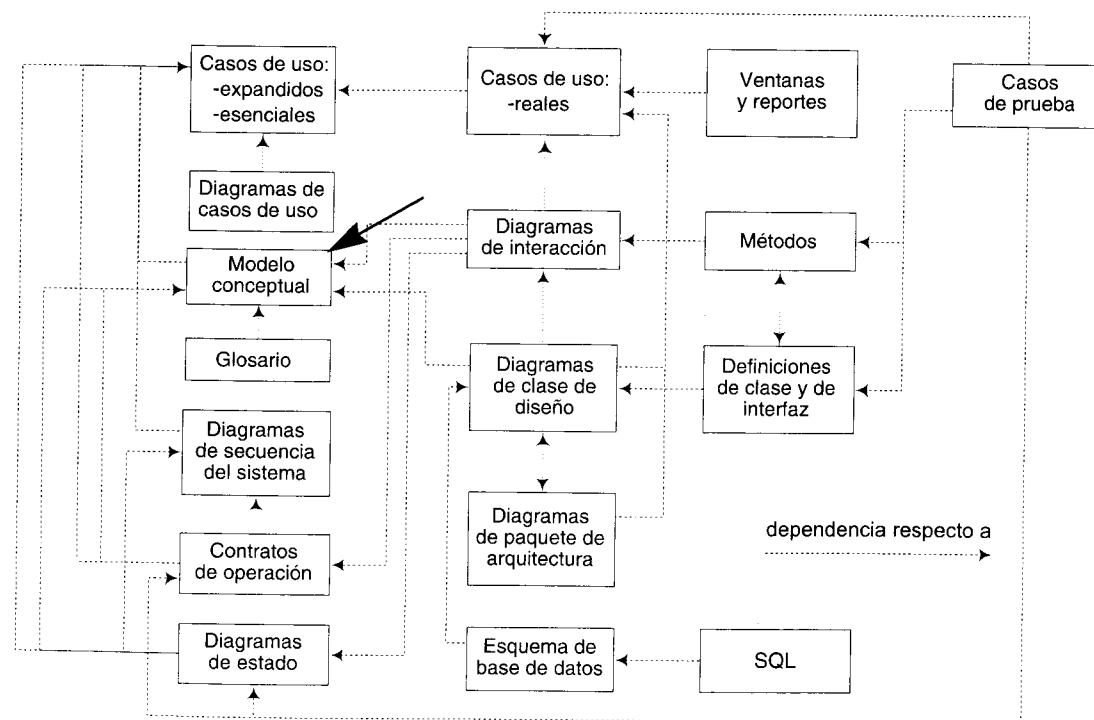 Casos de uso:
-expandidos
-esenciales
Casos de uso:
-reales
Ventanas
y reportes
Casos
de prueba
Diagramas de
casos de uso
Modelo
conceptual
Diagramas
de interacción
Métodos
Glosario
Diagramas
de clase de
diseño
Definiciones
de clase y de
interfaz
Diagramas
de secuencia
del sistema
Diagramas
de paquete de
arquitectura
dependencia respecto a
Contratos
de operación
Diagramas
de estado
Esquema de
base de datos
SQL